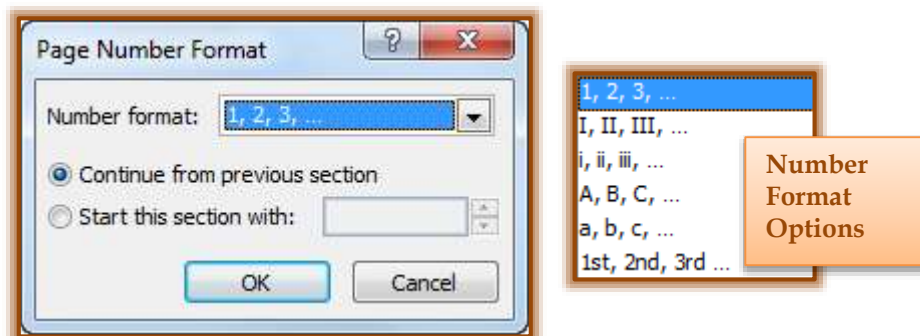 Page Number Format
Number format: 1, 2, 3, ...
Continue from previous section
Start this section with:
OK Cancel
1, 2, 3, ...
I, II, III, ...
i, ii, iii, ...
A, B, C, ...
a, b, c, ...
1st, 2nd, 3rd ...
Number
Format
Options